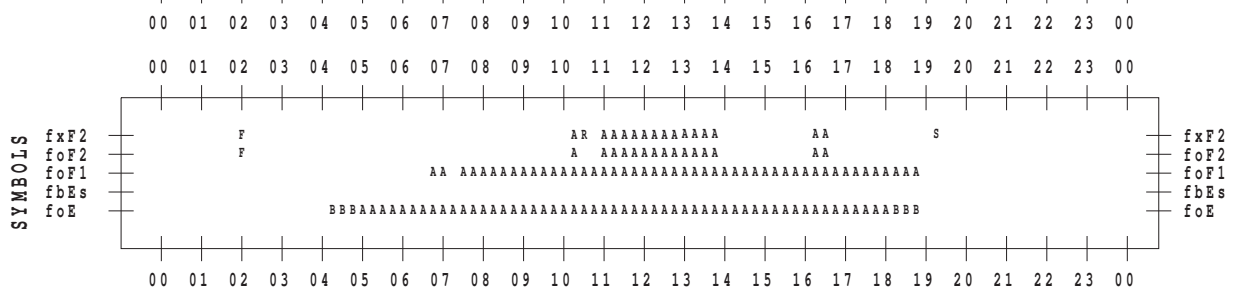 00 01 02 03 04 05 06 07 08 09 10 11 12 13 14 15 16 17 18 19 20 21 22 23 00
00 01 02 03 04 05 06 07 08 09 10 11 12 13 14 15 16 17 18 19 20 21 22 23 00
SYMBOLS
fxF2 F AR AAAAAAAAAAAA AA S fxF2
foF2 F A AAAAAAAAAAAA AA foF2
foF1 AA AAAAAAAAAAAAAAAAAAAAAAAAAAAAAAAAAAAAAAAAAAAAAA foF1
fbEs fbEs
foE BBBAAAAAAAAAAAAAAAAAAAAAAAAAAAAAAAAAAAAAAAAAAAAAAAAAAAAABBB foE
00 01 02 03 04 05 06 07 08 09 10 11 12 13 14 15 16 17 18 19 20 21 22 23 00